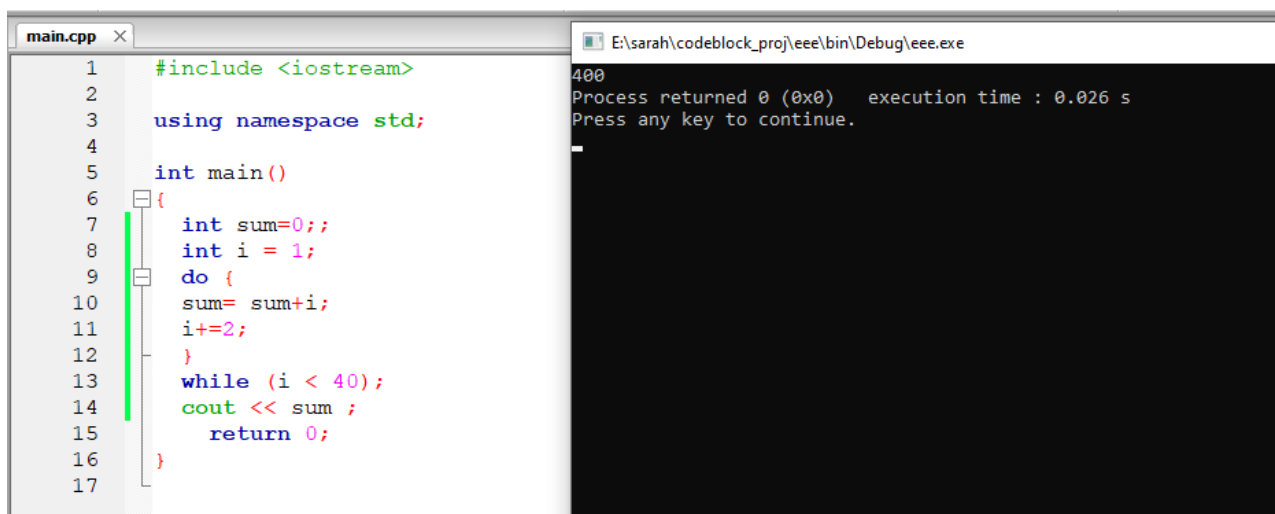 main.cpp
1 #include <iostream>
2
3 using namespace std;
4
5 int main()
6 {
7 int sum=0;;
8 int i = 1;
9 do {
10 sum= sum+i;
11 i+=2;
12 }
13 while (i < 40);
14 cout << sum ;
15 return 0;
16 }
17
E:\sarah\codeblock_proj\eee\bin\Debug\eee.exe
400
Process returned 0 (0x0)   execution time : 0.026 s
Press any key to continue.